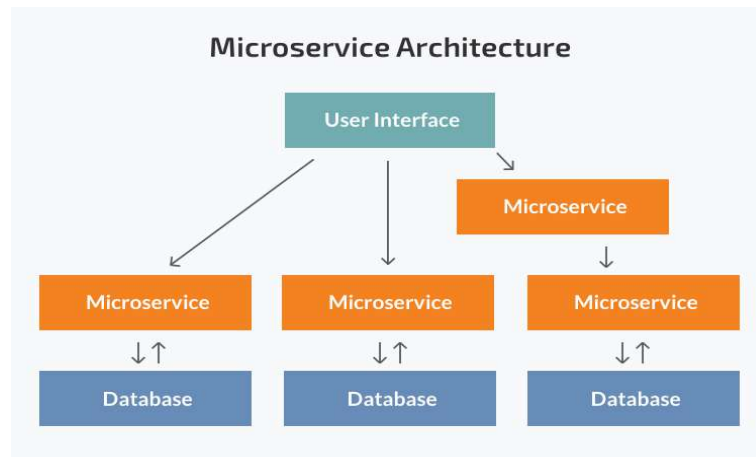 Microservice Architecture
User Interface
Microservice
Microservice
Microservice
Microservice
Database
Database
Database